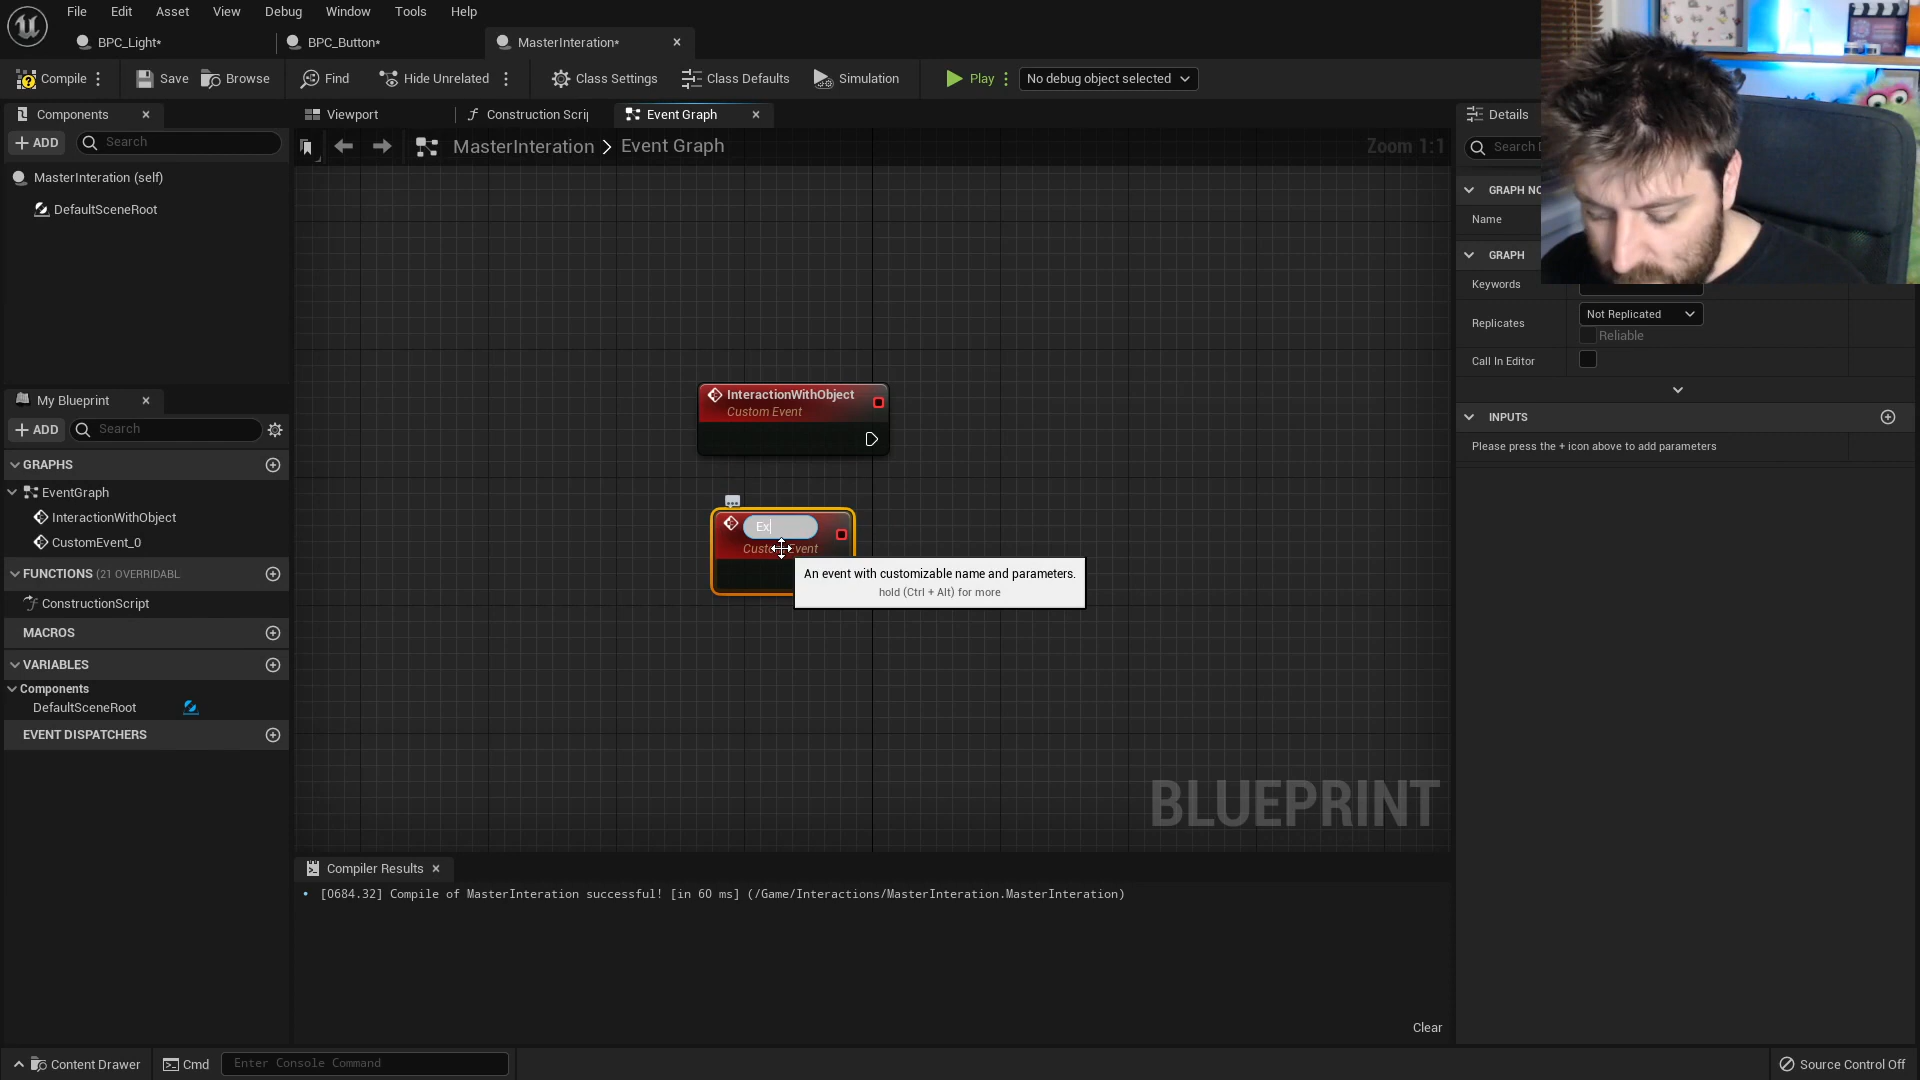 File Edit Asset View Debug Window Tools Help
BPC_Light* BPC_Button* MasterInteration*
Compile Save Browse Find Hide Unrelated Class Settings Class Defaults Simulation Play No debug object selected
Components Viewport Construction Scri Event Graph Details
ADD Search MasterInteration > Event Graph Zoom 1:1 Search
MasterInteration (self)
DefaultSceneRoot
GRAPH NO
Name
GRAPH
Keywords
Replicates Not Replicated
Reliable
Call In Editor
INPUTS
Please press the + icon above to add parameters
InteractionWithObject
Custom Event
Ex
Custom Event
An event with customizable name and parameters.
hold (Ctrl + Alt) for more
BLUEPRINT
My Blueprint
ADD Search
GRAPHS
EventGraph
InteractionWithObject
CustomEvent_0
FUNCTIONS (21 OVERRIDABL
ConstructionScript
MACROS
VARIABLES
Components
DefaultSceneRoot
EVENT DISPATCHERS
Compiler Results
[0684.32] Compile of MasterInteration successful! [in 60 ms] (/Game/Interactions/MasterInteration.MasterInteration)
Clear
Content Drawer Cmd Enter Console Command Source Control Off